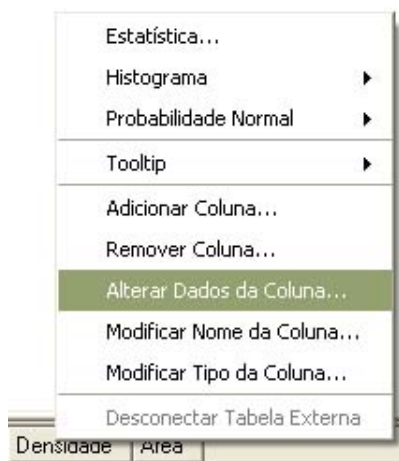 Estatística...
Histograma
Probabilidade Normal
Tooltip
Adicionar Coluna...
Remover Coluna...
Alterar Dados da Coluna...
Modificar Nome da Coluna...
Modificar Tipo da Coluna...
Desconectar Tabela Externa
Densidade Area